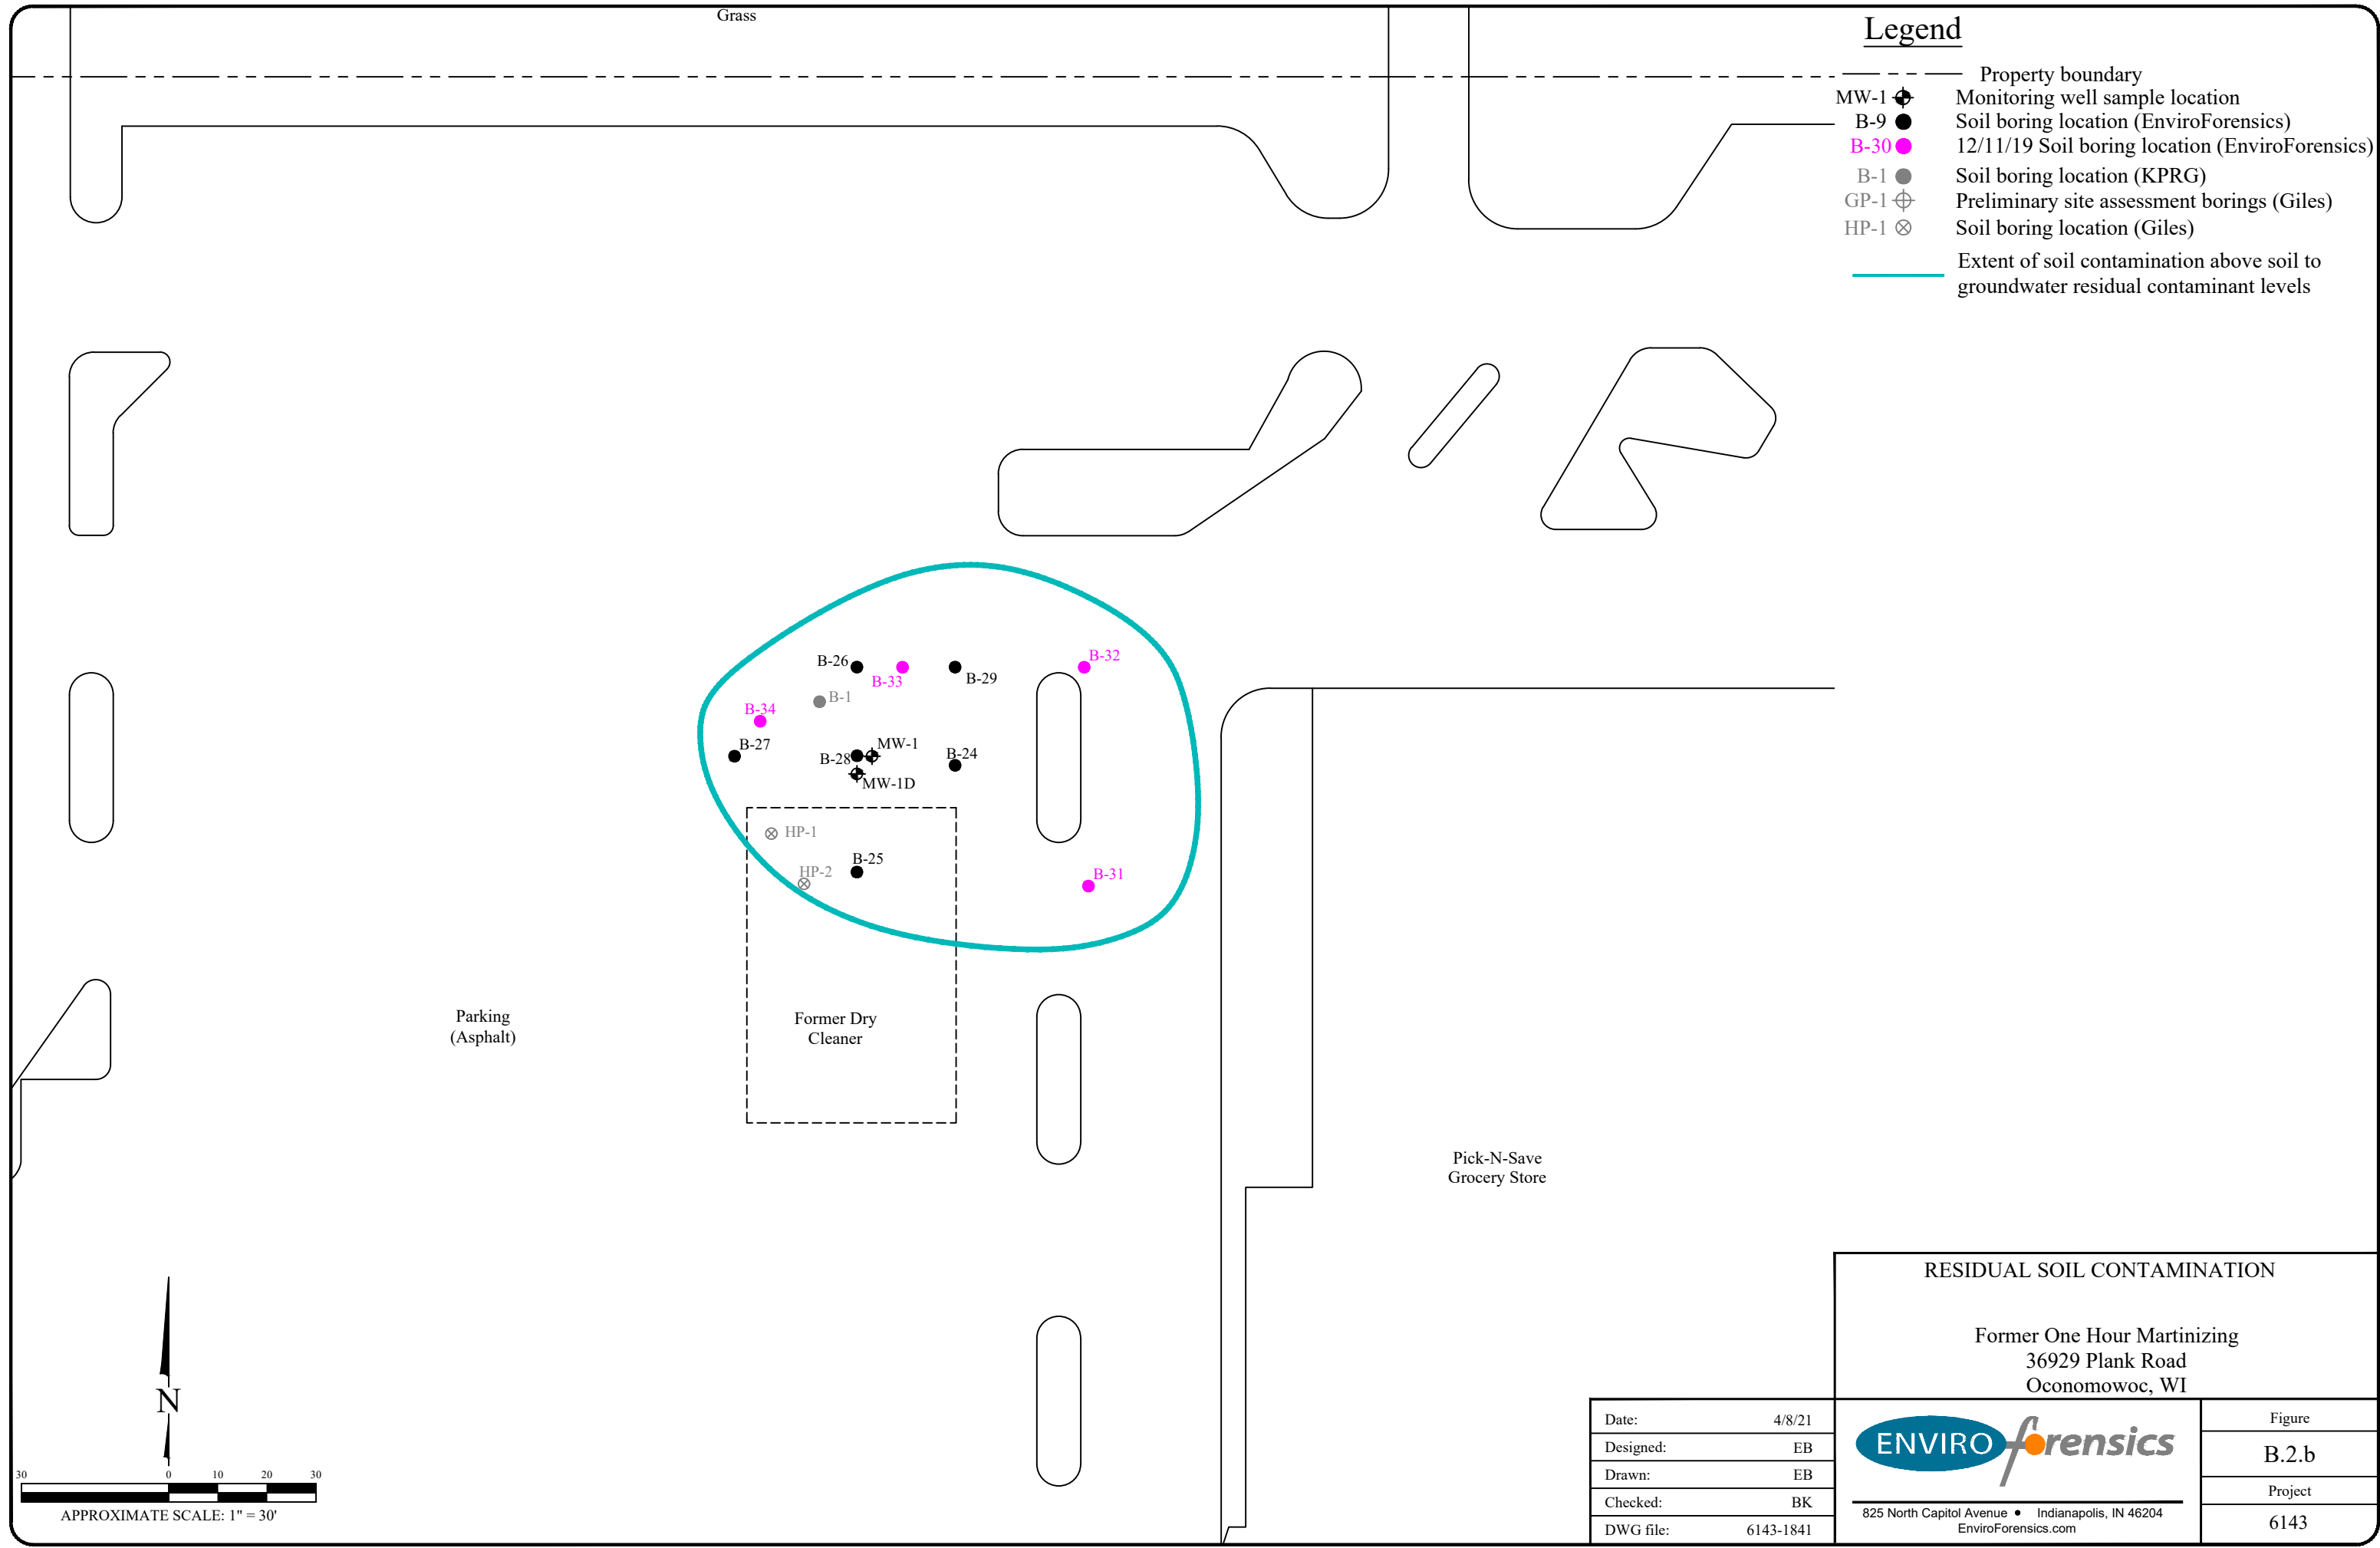 Grass
Legend
Property boundary
MW-1 Monitoring well sample location
B-9 Soil boring location (EnviroForensics)
B-30 12/11/19 Soil boring location (EnviroForensics)
B-1 Soil boring location (KPRG)
GP-1 Preliminary site assessment borings (Giles)
HP-1 Soil boring location (Giles)
Extent of soil contamination above soil to
groundwater residual contaminant levels
B-26
B-33
B-29
B-32
B-1
B-34
B-27
B-28
MW-1
B-24
MW-1D
HP-1
B-25
HP-2
B-31
Parking
(Asphalt)
Former Dry
Cleaner
Pick-N-Save
Grocery Store
N
30 0 10 20 30
APPROXIMATE SCALE: 1" = 30'
RESIDUAL SOIL CONTAMINATION
Former One Hour Martinizing
36929 Plank Road
Oconomowoc, WI
Date: 4/8/21
Designed: EB
Drawn: EB
Checked: BK
DWG file: 6143-1841
ENVIRO forensics
825 North Capitol Avenue ● Indianapolis, IN 46204
EnviroForensics.com
Figure
B.2.b
Project
6143